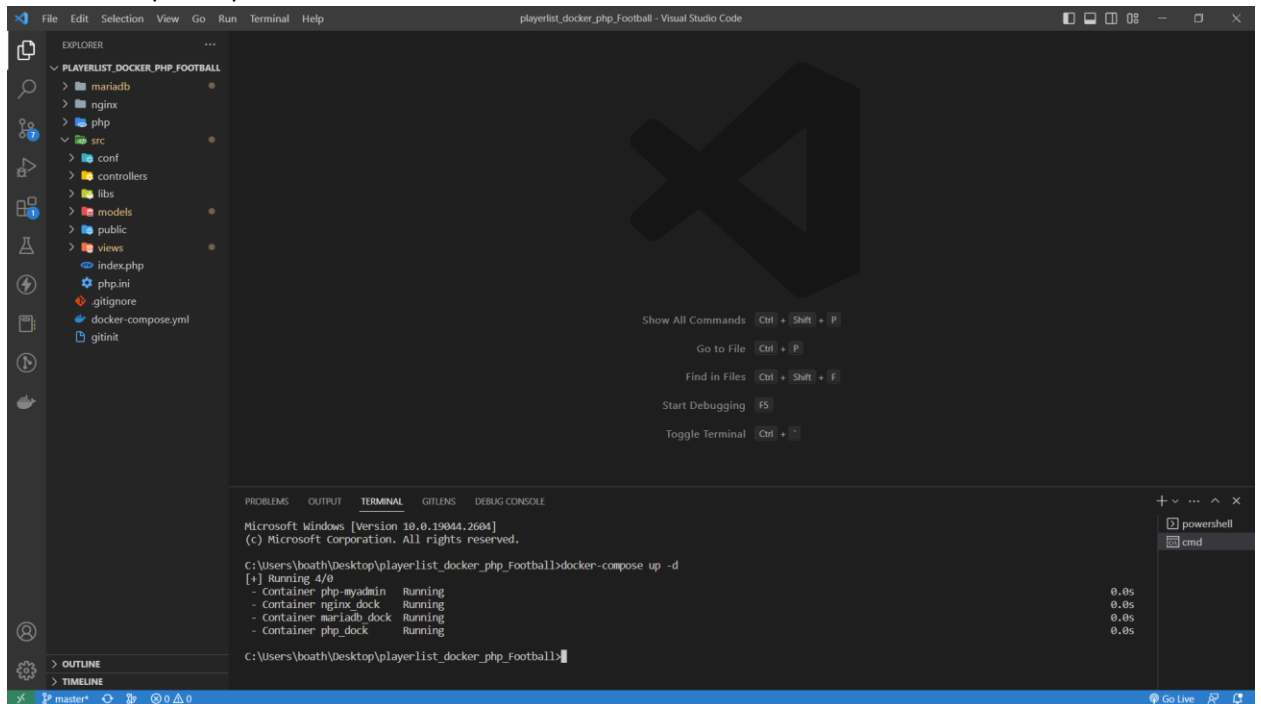 File Edit Selection View Go Run Terminal Help
playerlist_docker_php_Football - Visual Studio Code
EXPLORER
PLAYERLIST_DOCKER_PHP_FOOTBALL
mariadb
nginx
php
src
conf
controllers
libs
models
public
views
index.php
php.ini
.gitignore
docker-compose.yml
gitinit
7
1
Show All Commands Ctrl + Shift + P
Go to File Ctrl + P
Find in Files Ctrl + Shift + F
Start Debugging F5
Toggle Terminal Ctrl + `
PROBLEMS OUTPUT TERMINAL GITLENS DEBUG CONSOLE
Microsoft Windows [Version 10.0.19044.2604]
(c) Microsoft Corporation. All rights reserved.
C:\Users\boath\Desktop\playerlist_docker_php_Football>docker-compose up -d
[+] Running 4/0
- Container php-myadmin Running 0.0s
- Container nginx_dock Running 0.0s
- Container mariadb_dock Running 0.0s
- Container php_dock Running 0.0s
C:\Users\boath\Desktop\playerlist_docker_php_Football>
powershell
cmd
OUTLINE
TIMELINE
master* 0 0 Go Live